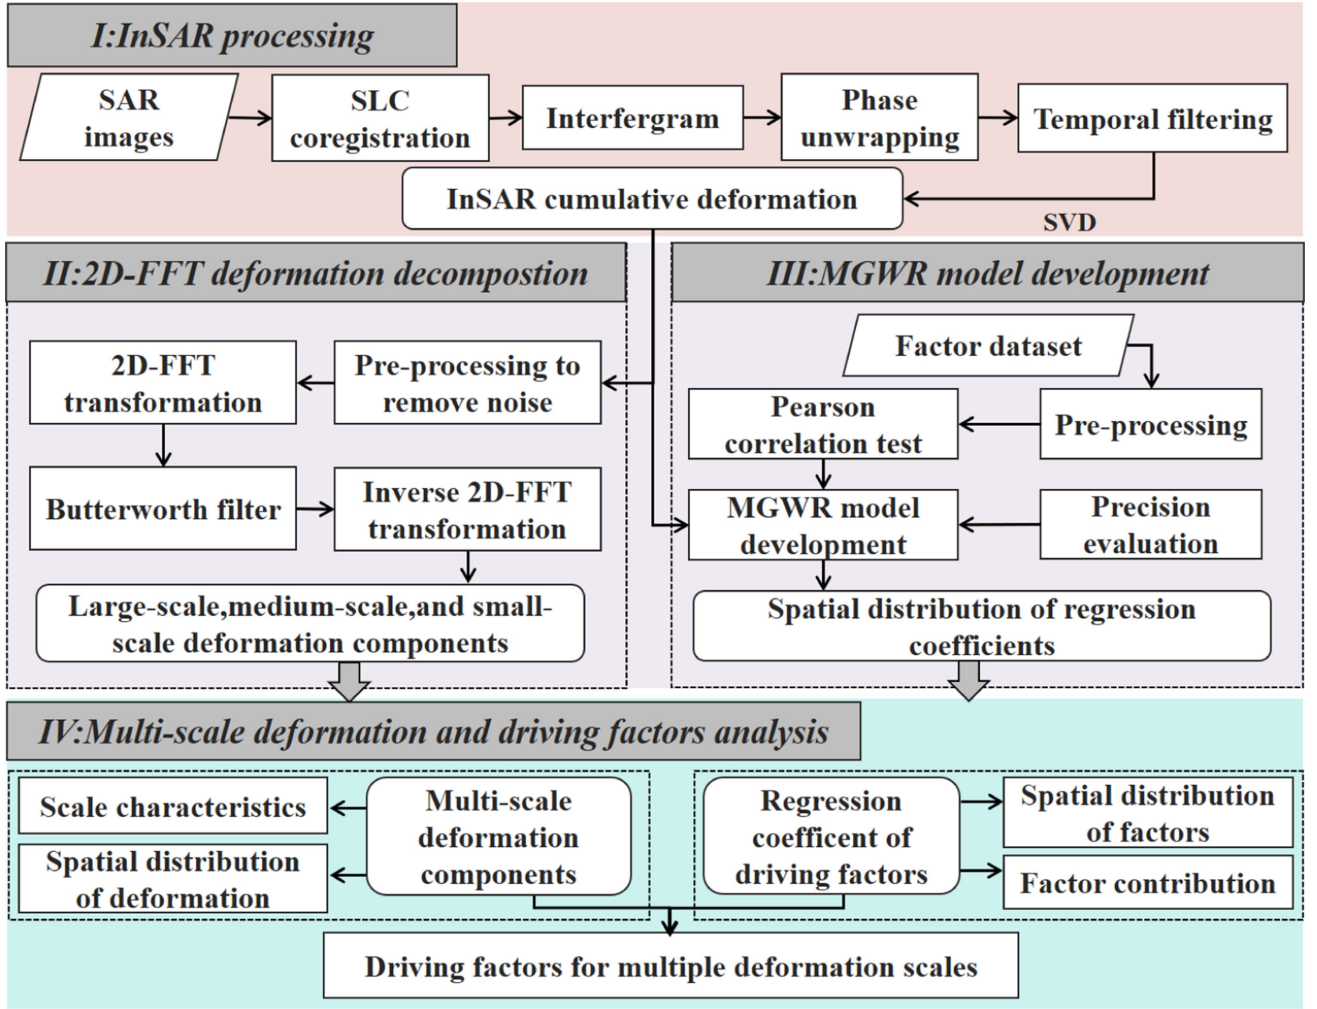 I:InSAR processing
SAR
images
SLC
coregistration
Interfergram
Phase
unwrapping
Temporal filtering
InSAR cumulative deformation
SVD
II:2D-FFT deformation decompostion
2D-FFT
transformation
Pre-processing to
remove noise
Butterworth filter
Inverse 2D-FFT
transformation
Large-scale,medium-scale,and small-
scale deformation components
III:MGWR model development
Factor dataset
Pearson
correlation test
Pre-processing
MGWR model
development
Precision
evaluation
Spatial distribution of regression
coefficients
IV:Multi-scale deformation and driving factors analysis
Scale characteristics
Spatial distribution
of deformation
Multi-scale
deformation
components
Regression
coefficent of
driving factors
Spatial distribution
of factors
Factor contribution
Driving factors for multiple deformation scales